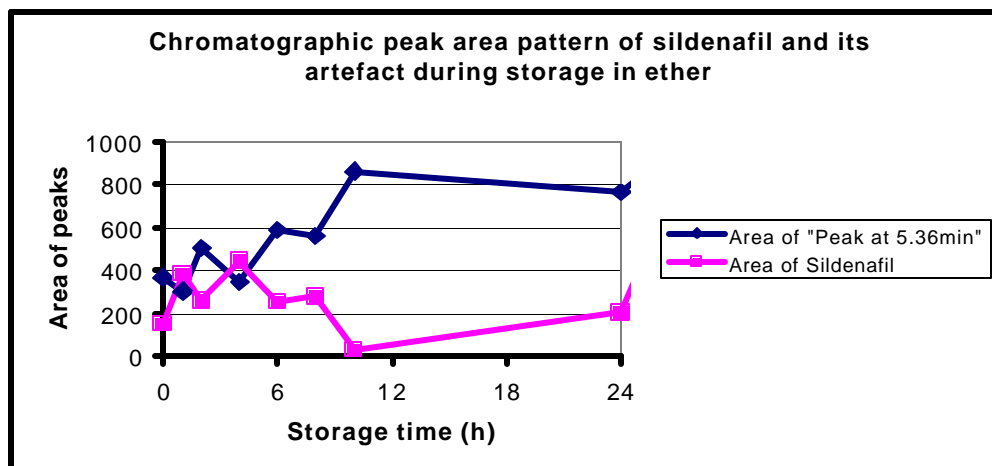 Chromatographic peak area pattern of sildenafil and its
artefact during storage in ether
Area of peaks
1000
800
600
400
200
0
0 6 12 18 24
Storage time (h)
Area of "Peak at 5.36min"
Area of Sildenafil